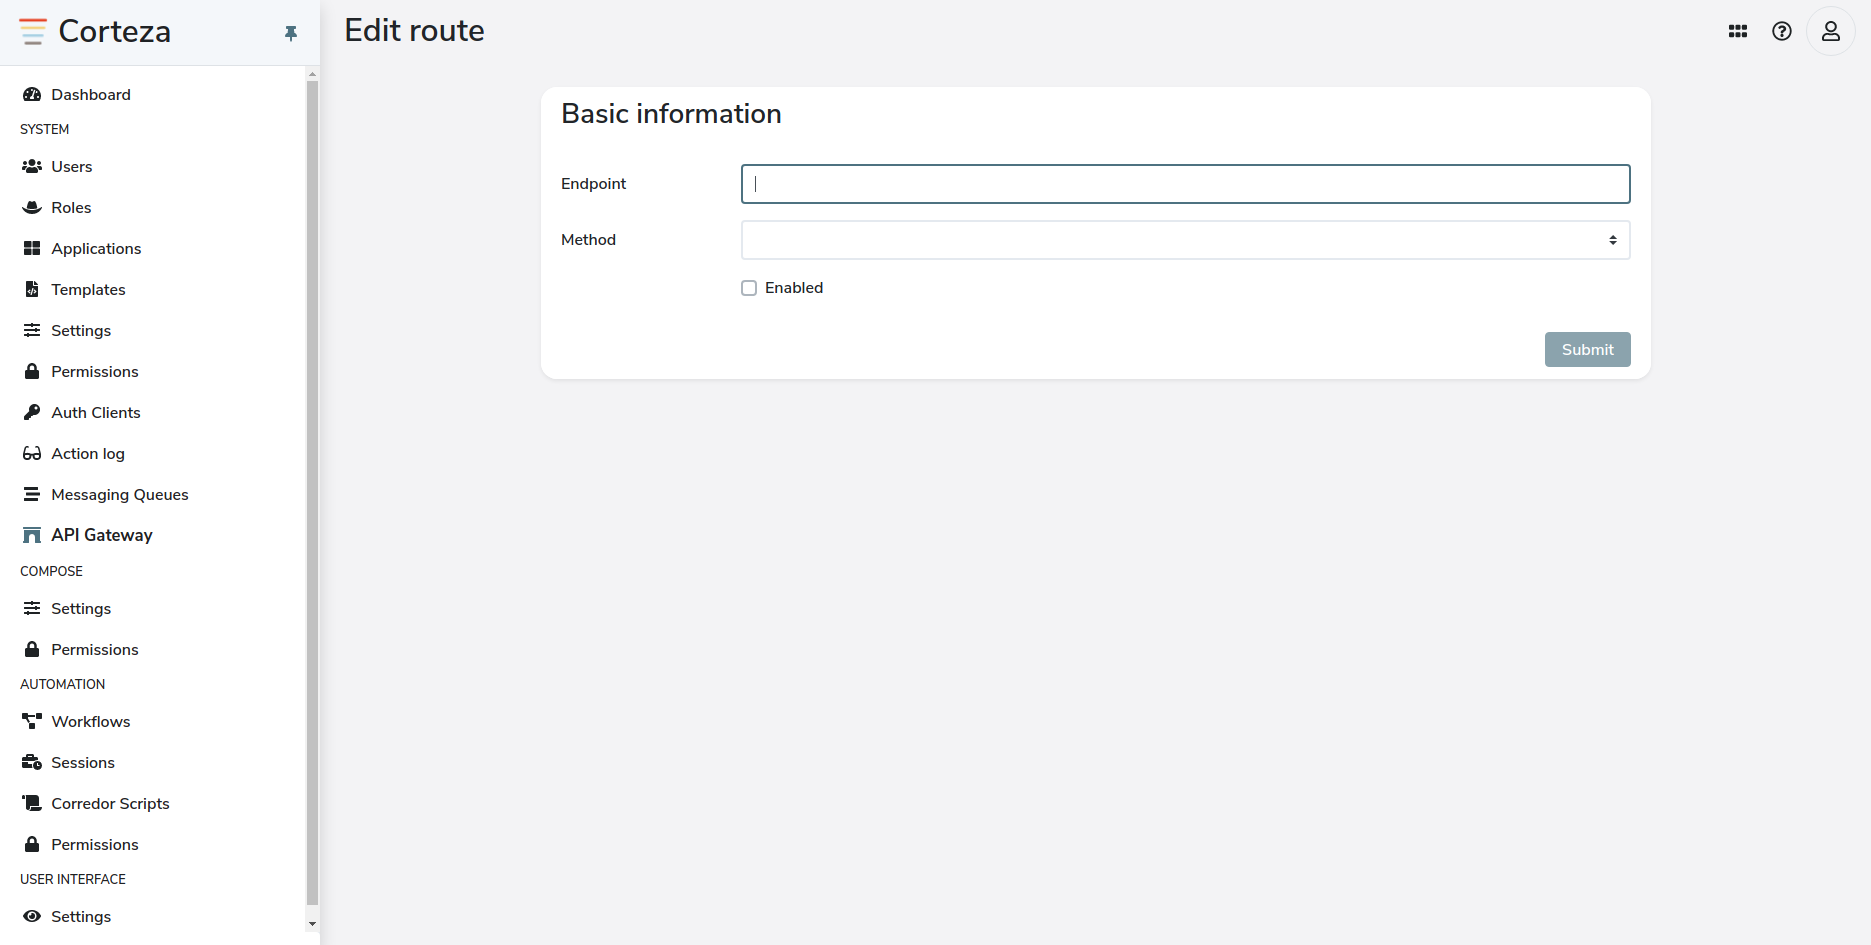 Corteza
Dashboard
SYSTEM
Users
Roles
Applications
Templates
Settings
Permissions
Auth Clients
Action log
Messaging Queues
API Gateway
COMPOSE
Settings
Permissions
AUTOMATION
Workflows
Sessions
Corredor Scripts
Permissions
USER INTERFACE
Settings
Edit route
Basic information
Endpoint
Method
Enabled
Submit